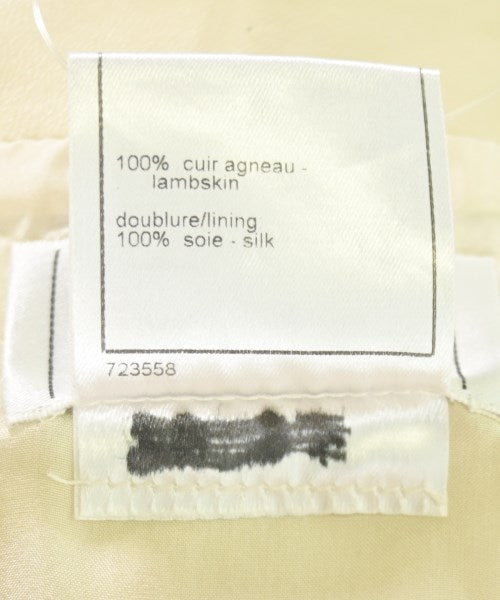 100% cuir agneau -
lambskin
doublure/lining
100% soie - silk
723558